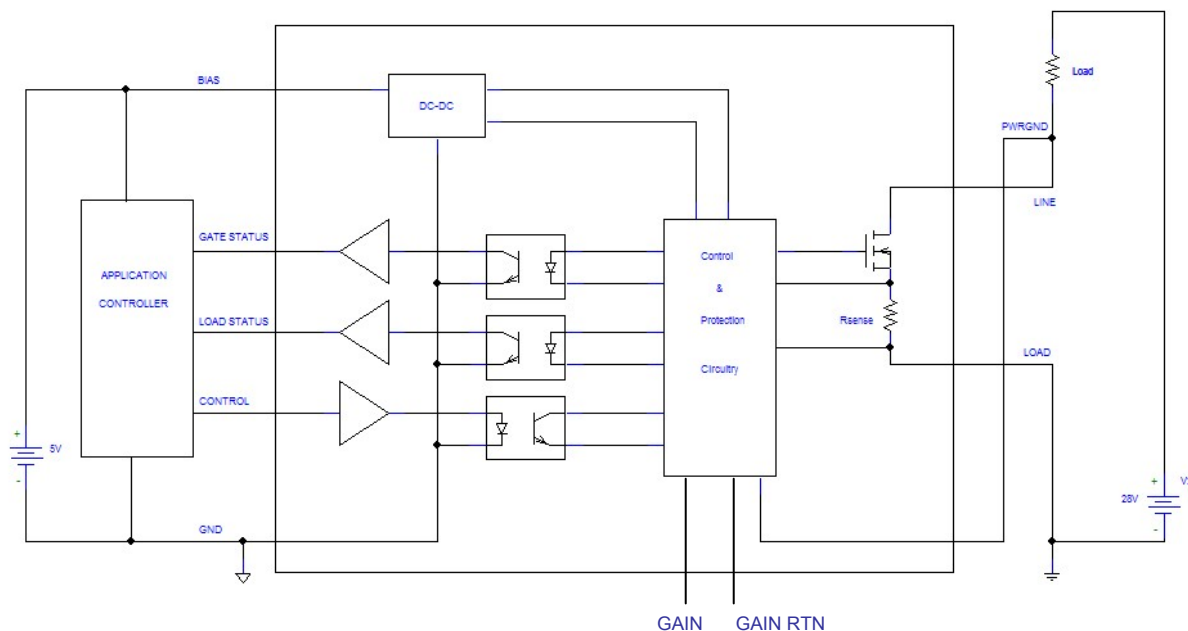 BIAS
DC-DC
Load
PWRGND
LINE
GATE STATUS
Control
&
Protection
Circuitry
APPLICATION
CONTROLLER
LOAD STATUS
Rsense
LOAD
CONTROL
+
5V
-
+
28V
-
GND
GAIN
GAIN RTN